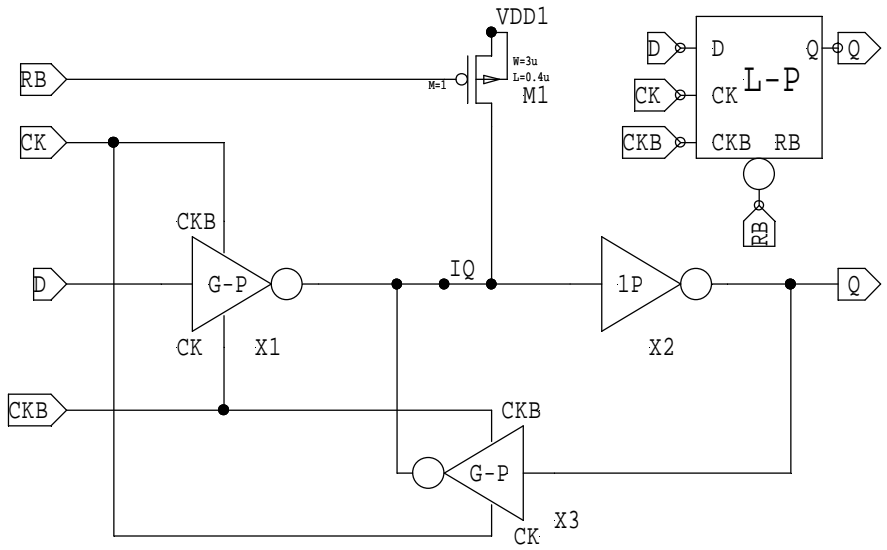 VDD1
RB
M=1
W=3u
L=0.4u
M1
CK
CKB
D
G-P
CK
X1
IQ
1P
X2
Q
CKB
CKB
G-P
X3
CK
D
D
Q
Q
CK
CK
L-P
CKB
CKB
RB
RB